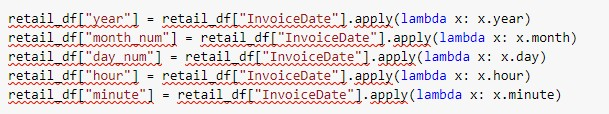 retail_df["year"] = retail_df["InvoiceDate"].apply(lambda x: x.year)
retail_df["month_num"] = retail_df["InvoiceDate"].apply(lambda x: x.month)
retail_df["day_num"] = retail_df["InvoiceDate"].apply(lambda x: x.day)
retail_df["hour"] = retail_df["InvoiceDate"].apply(lambda x: x.hour)
retail_df["minute"] = retail_df["InvoiceDate"].apply(lambda x: x.minute)